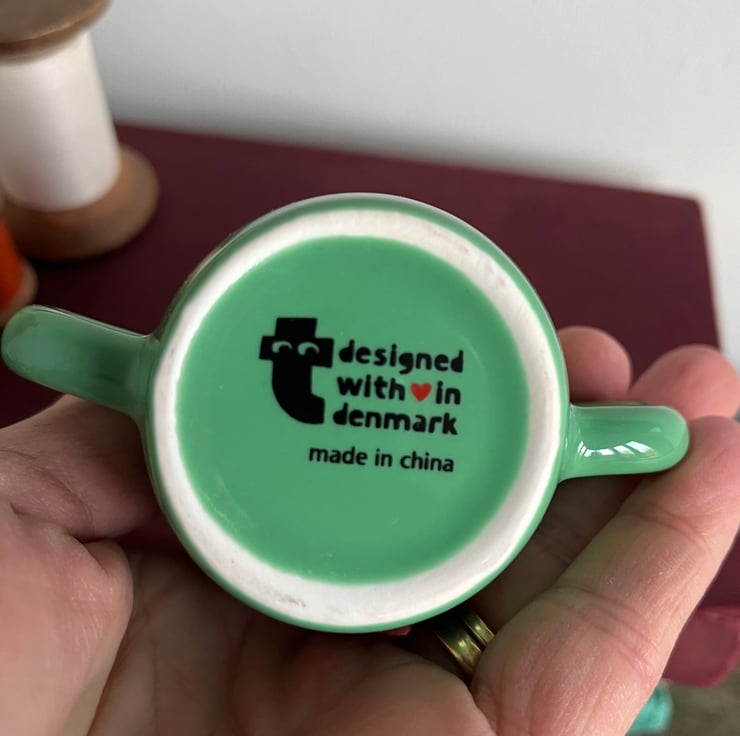 t designed
with ♥ in
denmark
made in china